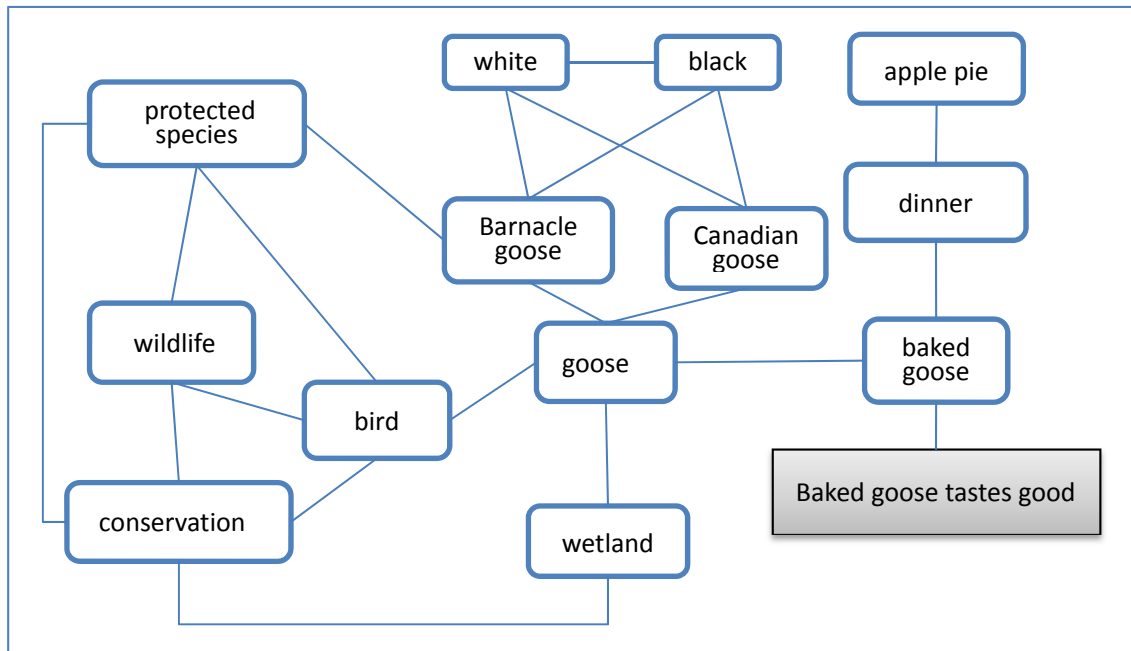 white
black
apple pie
protected
species
dinner
Barnacle
goose
Canadian
goose
wildlife
goose
baked
goose
bird
Baked goose tastes good
conservation
wetland